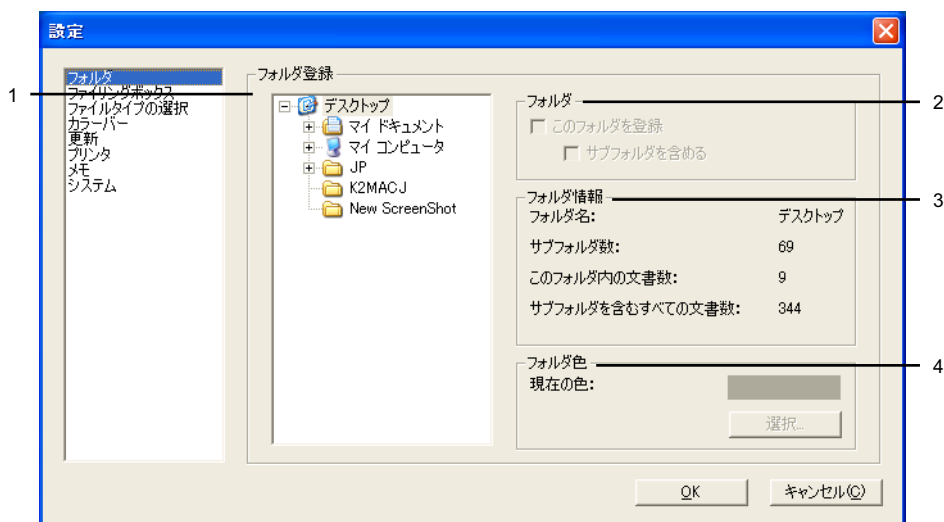 設定
フォルダ
ファイリングボックス
ファイルタイプの選択
カラーバー
更新
プリンタ
メモ
システム
1
フォルダ登録
デスクトップ
マイ ドキュメント
マイ コンピュータ
JP
K2MACJ
New ScreenShot
フォルダ
2
このフォルダを登録
サブフォルダを含める
フォルダ情報
3
フォルダ名: デスクトップ
サブフォルダ数: 69
このフォルダ内の文書数: 9
サブフォルダを含むすべての文書数: 344
フォルダ色
4
現在の色:
選択...
OK
キャンセル(C)